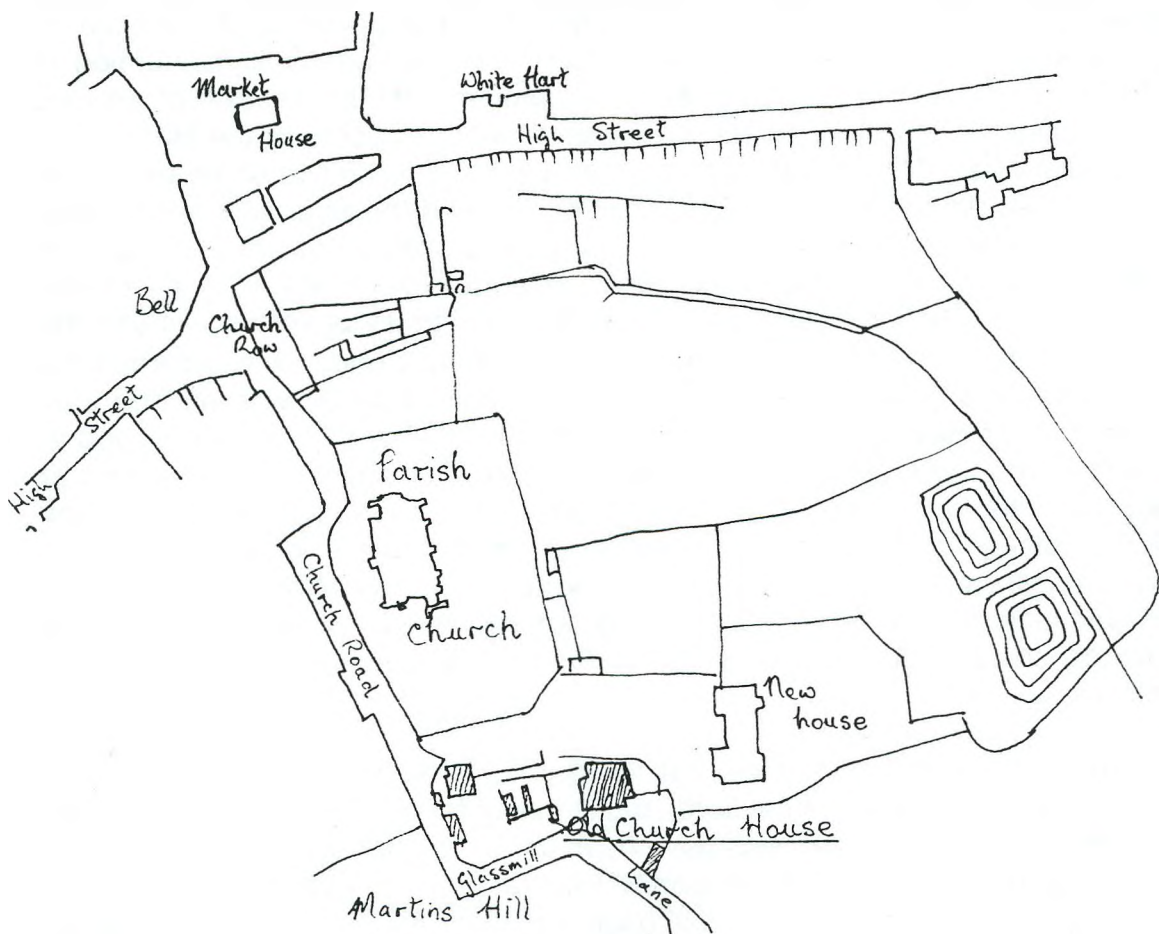 Market
House
White Hart
High Street
Bell
Church
Row
High Street
Parish
Church
Church Road
New
house
Old Church House
Glassmill
Lane
Martins Hill